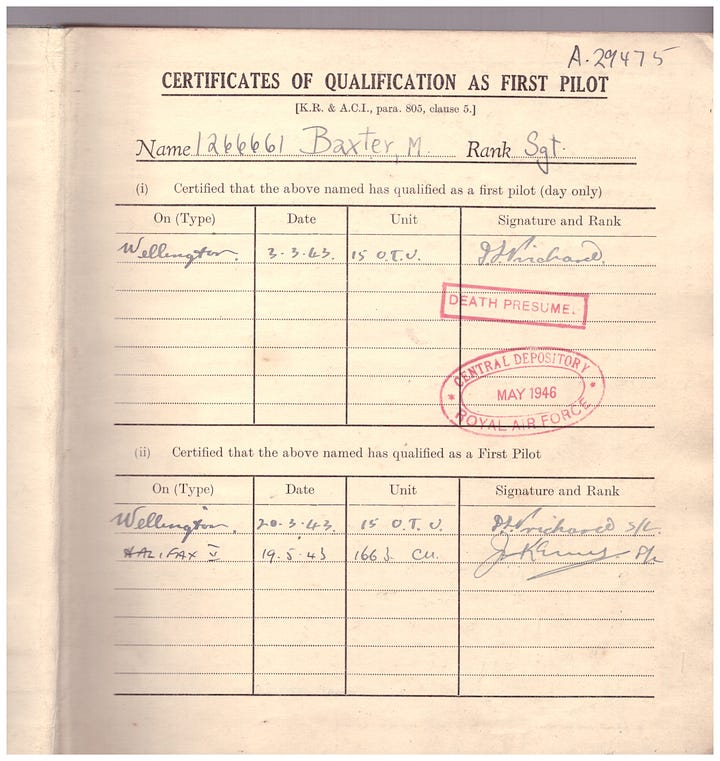 A.29475
CERTIFICATES OF QUALIFICATION AS FIRST PILOT
[K.R. & A.C.I., para. 805, clause 5.]
Name 1266661 Baxter, M. Rank Sgt.
(i) Certified that the above named has qualified as a first pilot (day only)
On (Type) Date Unit Signature and Rank
Wellington. 3.3.43. 15 O.T.U.
DEATH PRESUME.
CENTRAL DEPOSITORY
MAY 1946
ROYAL AIR FORCE
(ii) Certified that the above named has qualified as a First Pilot
On (Type) Date Unit Signature and Rank
Wellington. 20.3.43. 15 O.T.U. S/L.
HALIFAX V 19.5.43 1663 CU.